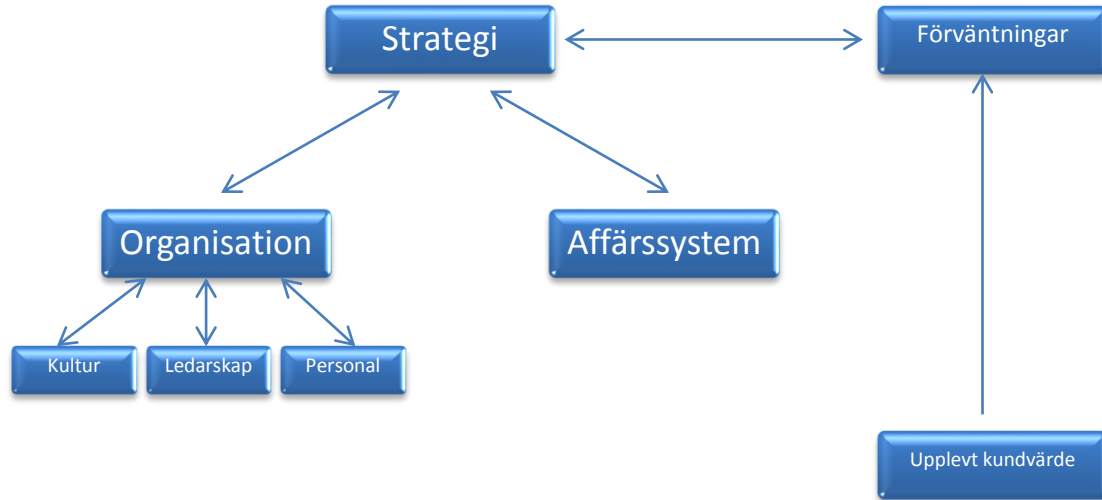 Strategi
Förväntningar
Organisation
Affärssystem
Kultur
Ledarskap
Personal
Upplevt kundvärde